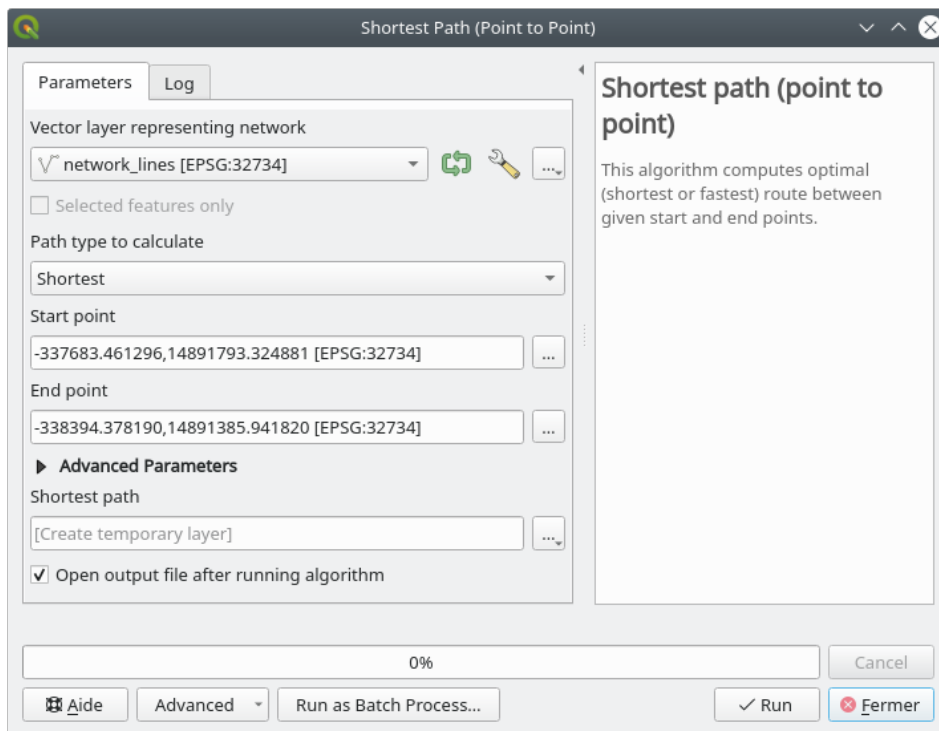 Shortest Path (Point to Point)
Parameters
Log
Vector layer representing network
network_lines [EPSG:32734]
...
Selected features only
Path type to calculate
Shortest
Start point
-337683.461296,14891793.324881 [EPSG:32734]
...
End point
-338394.378190,14891385.941820 [EPSG:32734]
...
Advanced Parameters
Shortest path
[Create temporary layer]
...
Open output file after running algorithm
Shortest path (point to
point)
This algorithm computes optimal
(shortest or fastest) route between
given start and end points.
0%
Cancel
Aide
Advanced
Run as Batch Process...
Run
Fermer